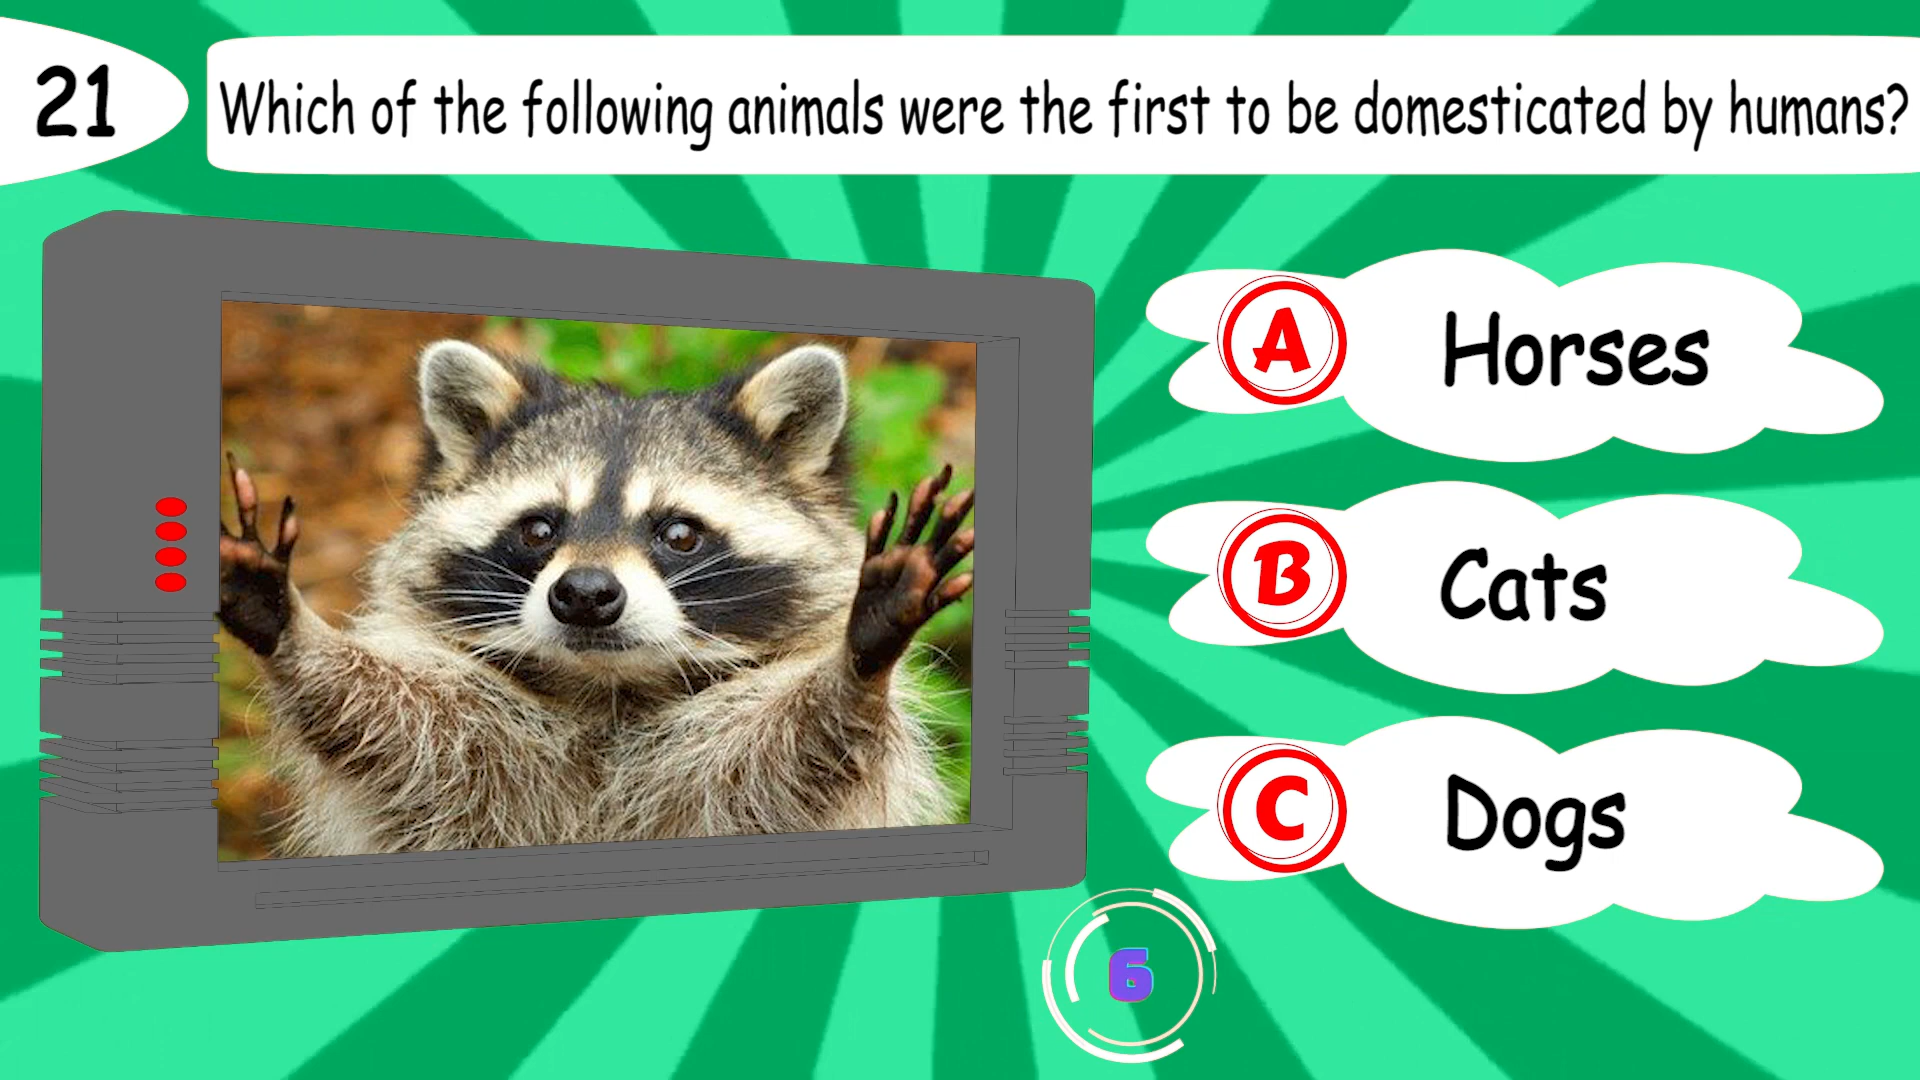 21
Which of the following animals were the first to be domesticated by humans?
A Horses
B Cats
C Dogs
6